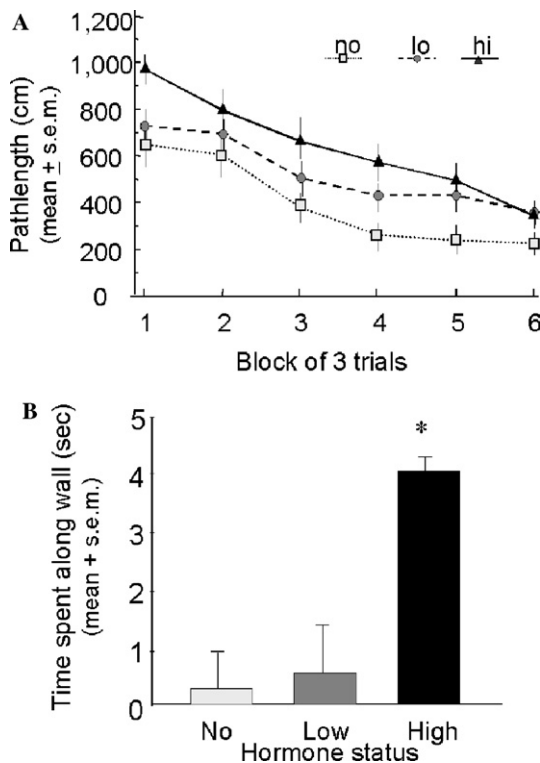 A
1,200
1,000
800
600
400
200
0
Pathlength (cm)
(mean ± s.e.m.)
no lo hi
1 2 3 4 5 6
Block of 3 trials
B
5
4
3
2
1
0
Time spent along wall (sec)
(mean + s.e.m.)
*
No Low High
Hormone status